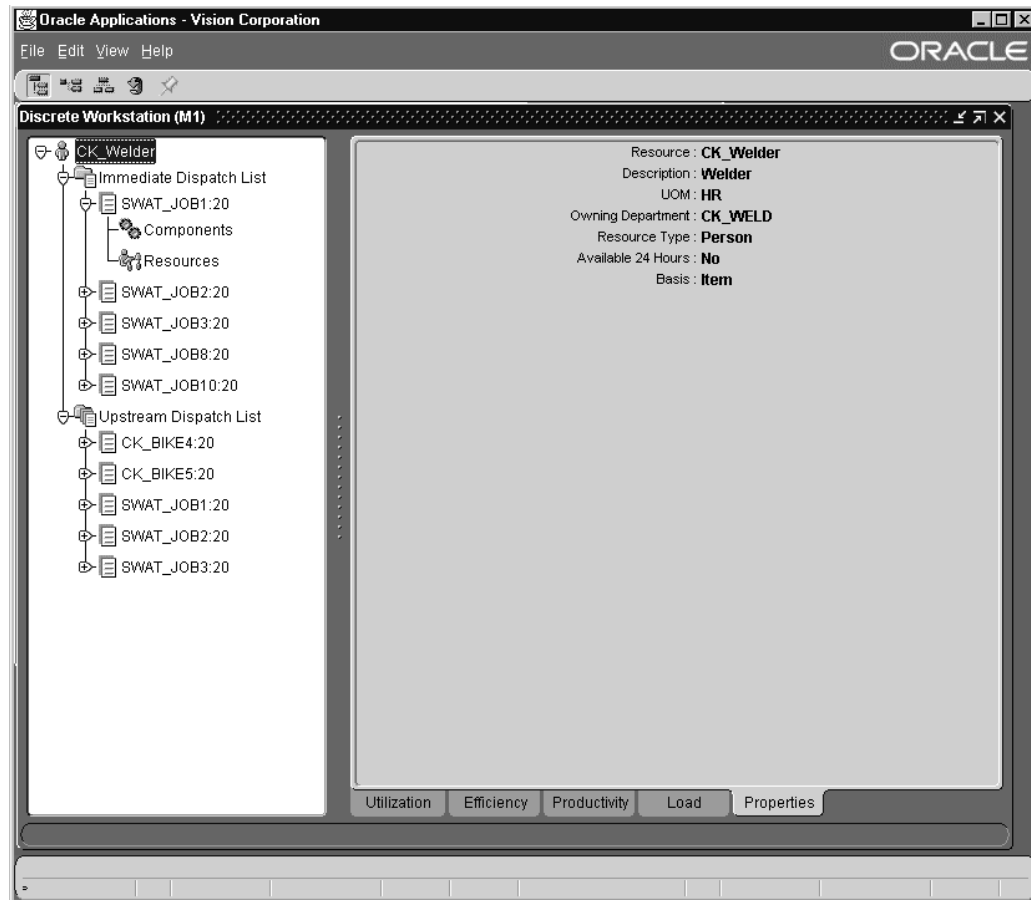 Oracle Applications - Vision Corporation
File Edit View Help
ORACLE
Discrete Workstation (M1)
CK_Welder
Immediate Dispatch List
SWAT_JOB1:20
Components
Resources
SWAT_JOB2:20
SWAT_JOB3:20
SWAT_JOB8:20
SWAT_JOB10:20
Upstream Dispatch List
CK_BIKE4:20
CK_BIKE5:20
SWAT_JOB1:20
SWAT_JOB2:20
SWAT_JOB3:20
Resource : CK_Welder
Description : Welder
UOM : HR
Owning Department : CK_WELD
Resource Type : Person
Available 24 Hours : No
Basis : Item
Utilization Efficiency Productivity Load Properties